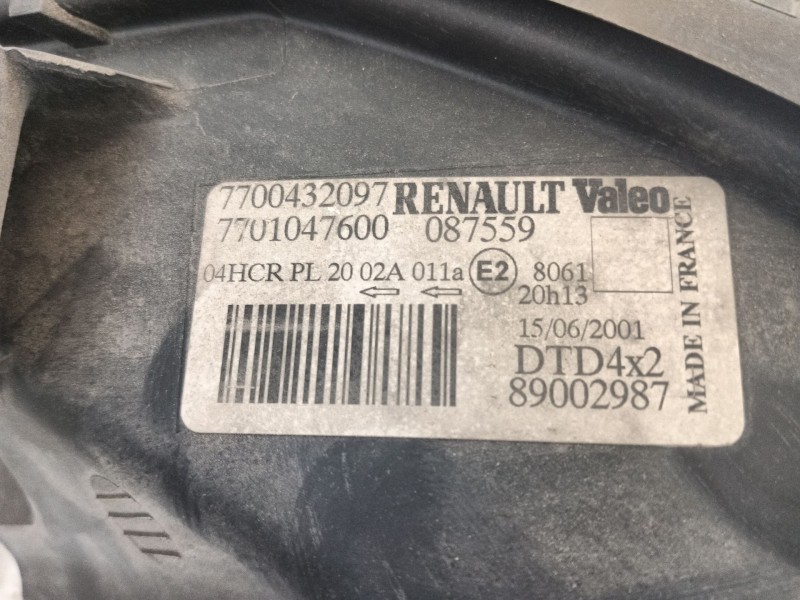 7700432097 RENAULT Valeo
7701047600 087559
04HCR PL 20 02A 011a E2 8061
20h13
15/06/2001
DTD4x2
89002987
MADE IN FRANCE